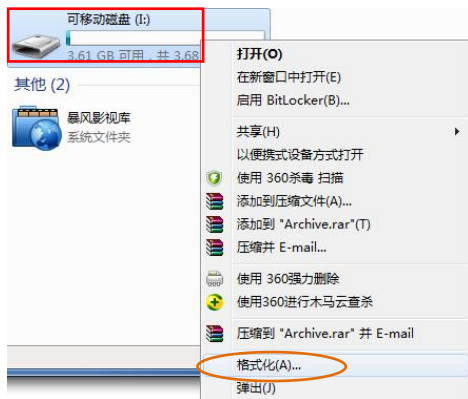 可移动磁盘 (I:)
3.61 GB 可用，共 3.68
其他 (2)
暴风影视库
系统文件夹
打开(O)
在新窗口中打开(E)
启用 BitLocker(B)...
共享(H)
以便携式设备方式打开
使用 360杀毒 扫描
添加到压缩文件(A)...
添加到 "Archive.rar"(T)
压缩并 E-mail...
使用 360强力删除
使用360进行木马云查杀
压缩到 "Archive.rar" 并 E-mail
格式化(A)...
弹出(J)